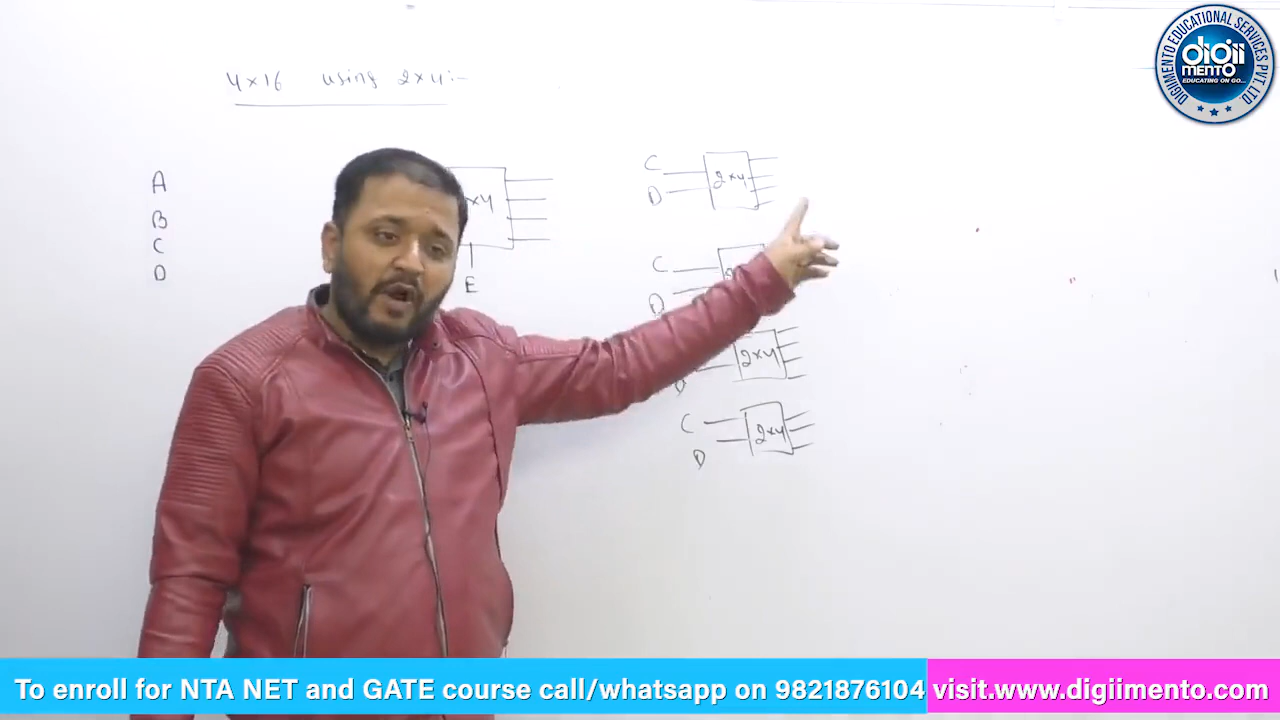 4×16 using 2×4:-
A
B
C
D
×4
E
C
D
2×4
C
D
2×4
D
C
D
2×4
DIGIIMENTO EDUCATIONAL SERVICES PVT. LTD
digii
MENTO
EDUCATING ON GO...
To enroll for NTA NET and GATE course call/whatsapp on 9821876104 visit.www.digiimento.com